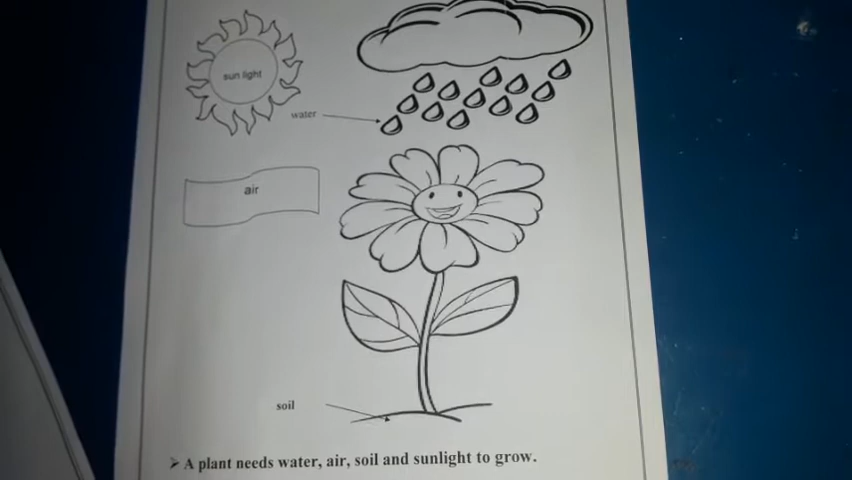 sun light
water
air
soil
➢ A plant needs water, air, soil and sunlight to grow.